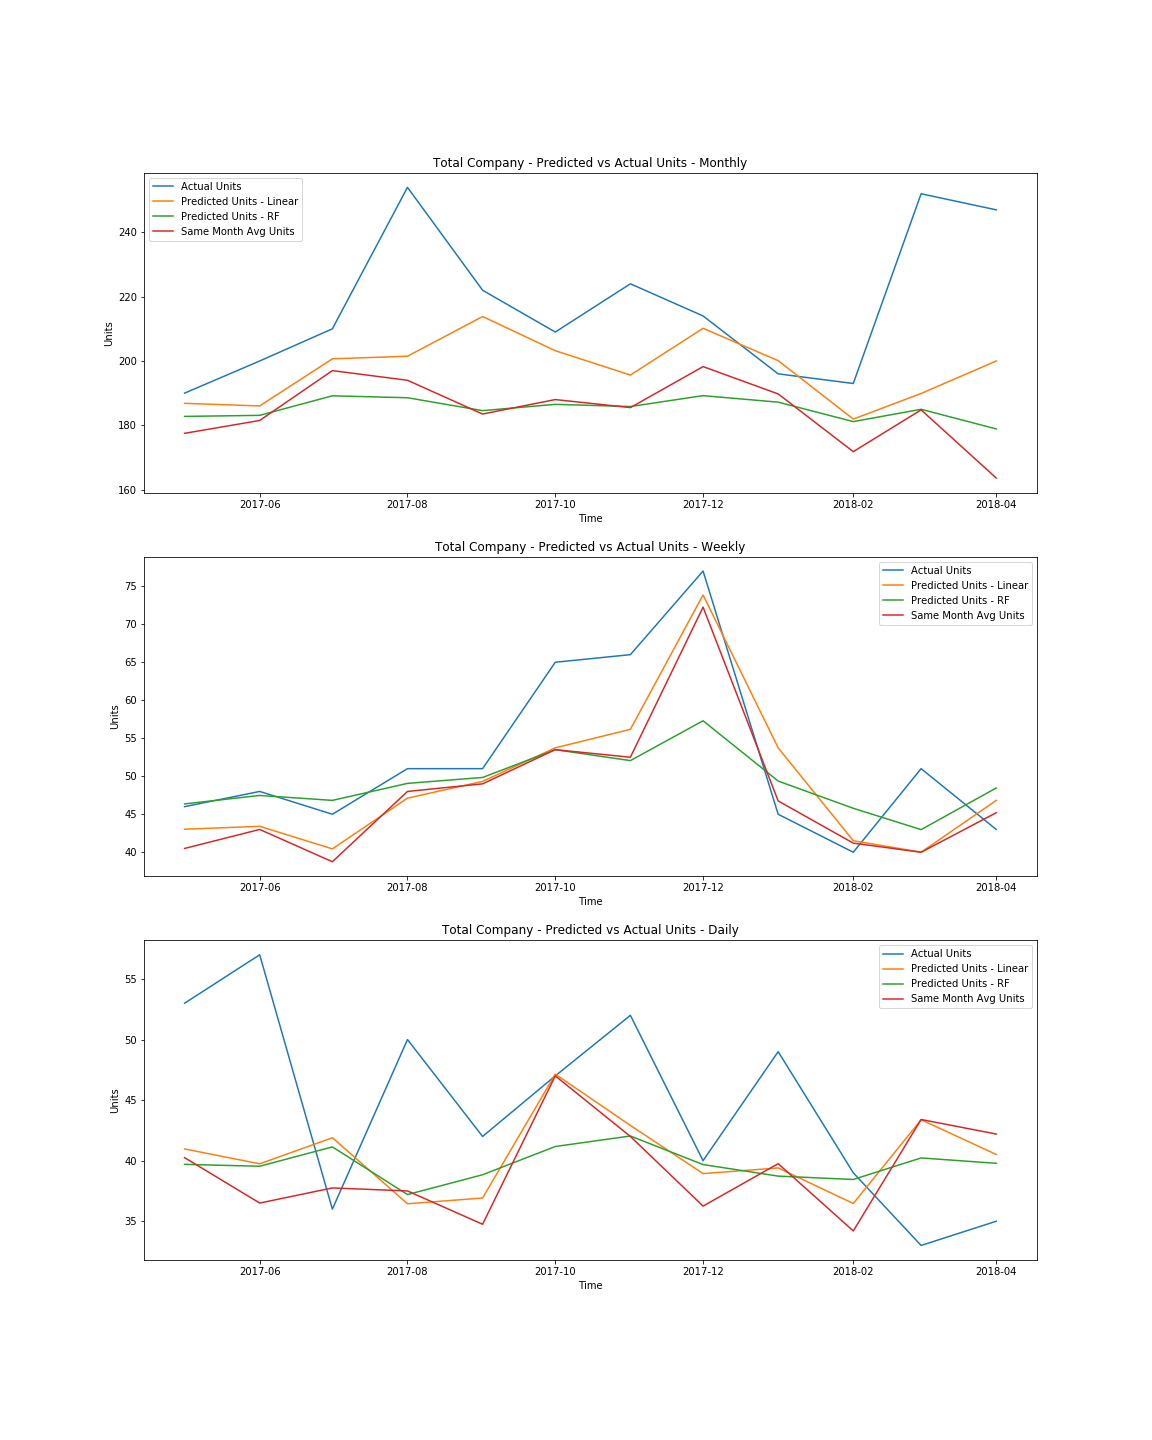 Total Company - Predicted vs Actual Units - Monthly
Actual Units
Predicted Units - Linear
Predicted Units - RF
Same Month Avg Units
240
220
200
180
160
Units
2017-06 2017-08 2017-10 2017-12 2018-02 2018-04
Time
Total Company - Predicted vs Actual Units - Weekly
Actual Units
Predicted Units - Linear
Predicted Units - RF
Same Month Avg Units
75
70
65
60
55
50
45
40
Units
2017-06 2017-08 2017-10 2017-12 2018-02 2018-04
Time
Total Company - Predicted vs Actual Units - Daily
Actual Units
Predicted Units - Linear
Predicted Units - RF
Same Month Avg Units
55
50
45
40
35
Units
2017-06 2017-08 2017-10 2017-12 2018-02 2018-04
Time